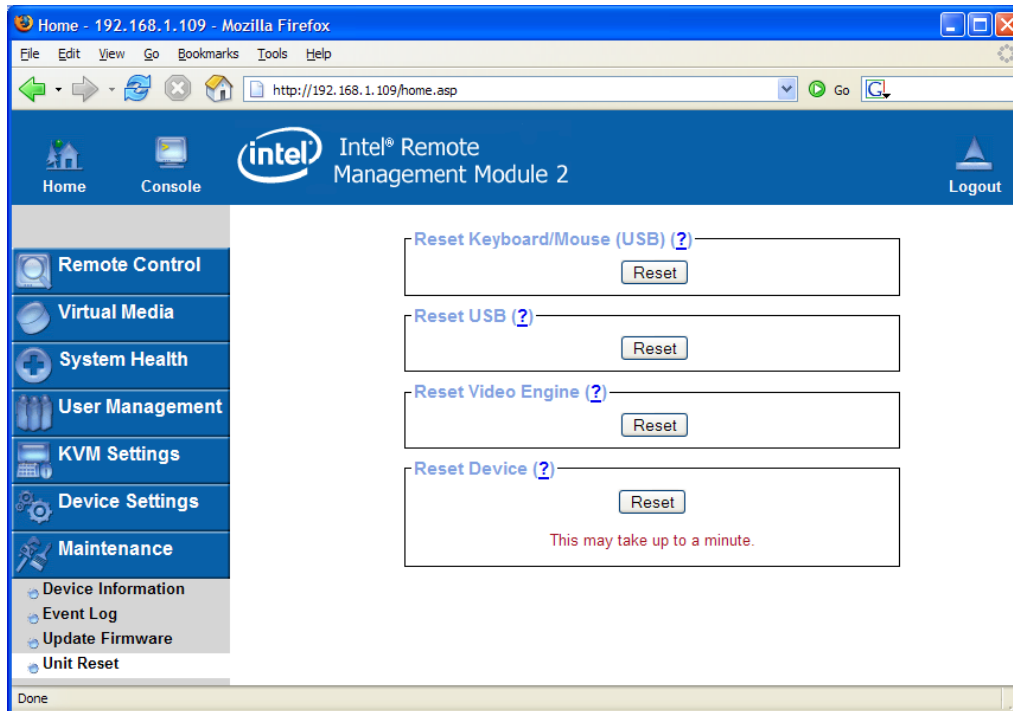 Home - 192.168.1.109 - Mozilla Firefox
File Edit View Go Bookmarks Tools Help
http://192.168.1.109/home.asp Go G
Home Console intel® Intel® Remote
Management Module 2 Logout
Remote Control
Virtual Media
System Health
User Management
KVM Settings
Device Settings
Maintenance
Device Information
Event Log
Update Firmware
Unit Reset
Reset Keyboard/Mouse (USB) (?)
Reset
Reset USB (?)
Reset
Reset Video Engine (?)
Reset
Reset Device (?)
Reset
This may take up to a minute.
Done